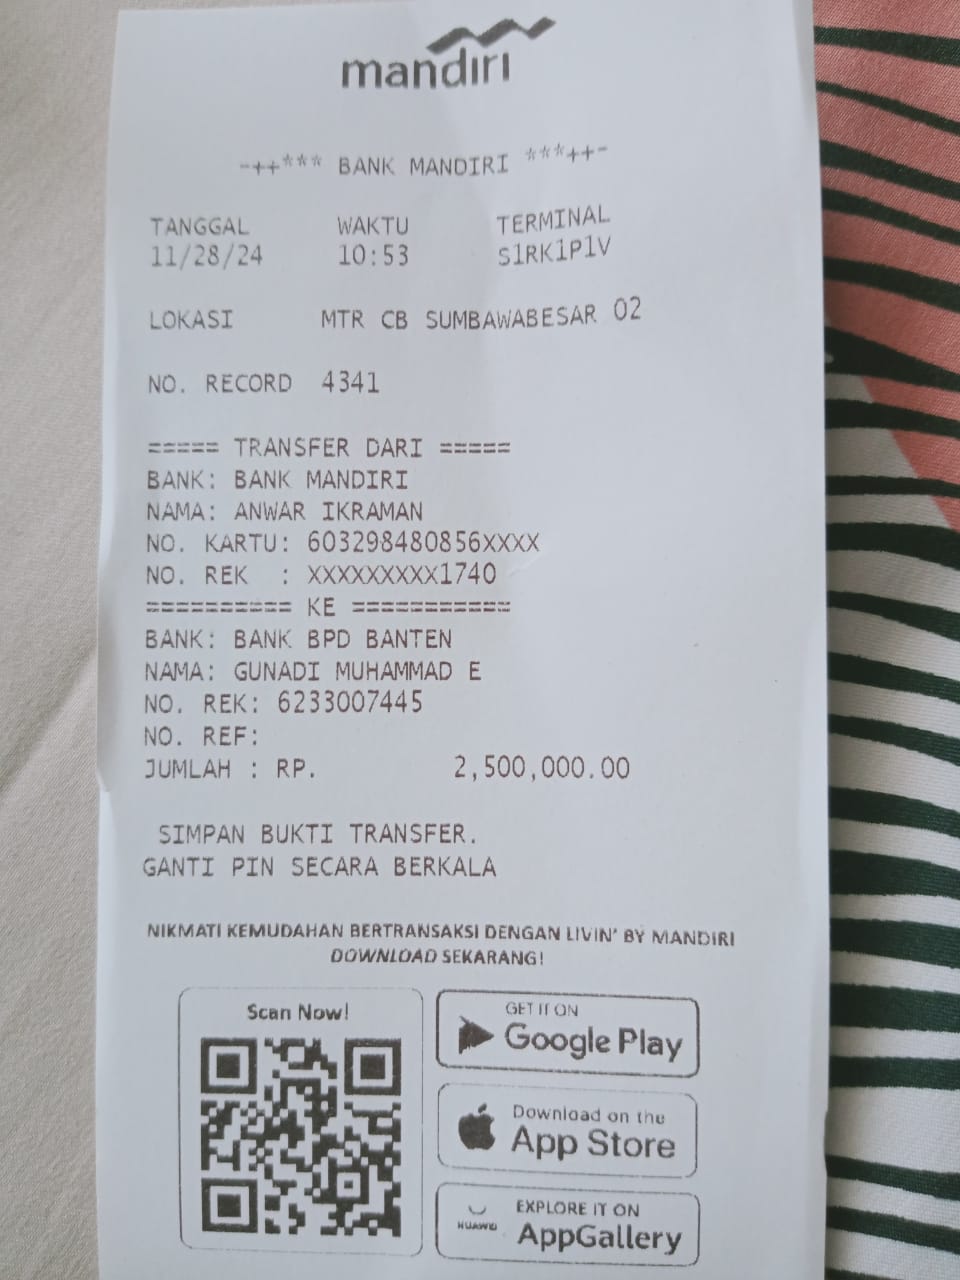 mandiri
-++*** BANK MANDIRI ***++-
TANGGAL WAKTU TERMINAL
11/28/24 10:53 S1RK1P1V
LOKASI MTR CB SUMBAWABESAR 02
NO. RECORD 4341
===== TRANSFER DARI =====
BANK: BANK MANDIRI
NAMA: ANWAR IKRAMAN
NO. KARTU: 603298480856XXXX
NO. REK : XXXXXXXXX1740
========== KE ===========
BANK: BANK BPD BANTEN
NAMA: GUNADI MUHAMMAD E
NO. REK: 6233007445
NO. REF:
JUMLAH : RP. 2,500,000.00
SIMPAN BUKTI TRANSFER.
GANTI PIN SECARA BERKALA
NIKMATI KEMUDAHAN BERTRANSAKSI DENGAN LIVIN' BY MANDIRI
DOWNLOAD SEKARANG!
Scan Now!
GET IT ON
Google Play
Download on the
App Store
HUAWEI
EXPLORE IT ON
AppGallery